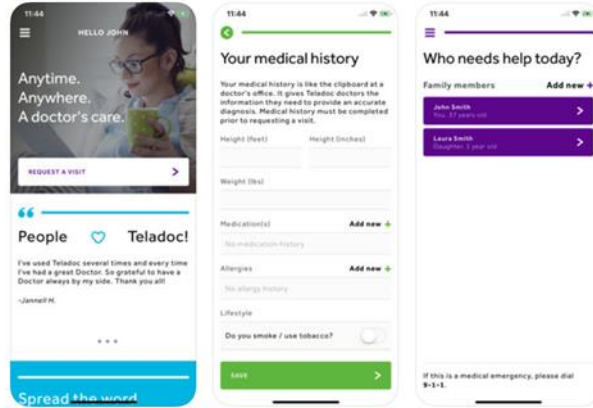 11:44
HELLO JOHN
Anytime.
Anywhere.
A doctor's care.
REQUEST A VISIT
People Teladoc!
I've used Teladoc several times and every time
I've had a great Doctor. So grateful to have a
Doctor always by my side. Thank you all!
-Jannell H.
Spread the word
11:44
Your medical history
Your medical history is like the clipboard at a
doctor's office. It gives Teladoc doctors the
information they need to provide an accurate
diagnosis. Medical history must be completed
prior to requesting a visit.
Height (feet) Height (inches)
Weight (lbs)
Medication(s) Add new +
No medication history
Allergies Add new +
No allergy history
Lifestyle
Do you smoke / use tobacco?
SAVE
11:44
Who needs help today?
Family members Add new +
John Smith
You, 37 years old
Laura Smith
Daughter, 1 year old
If this is a medical emergency, please dial
9-1-1.